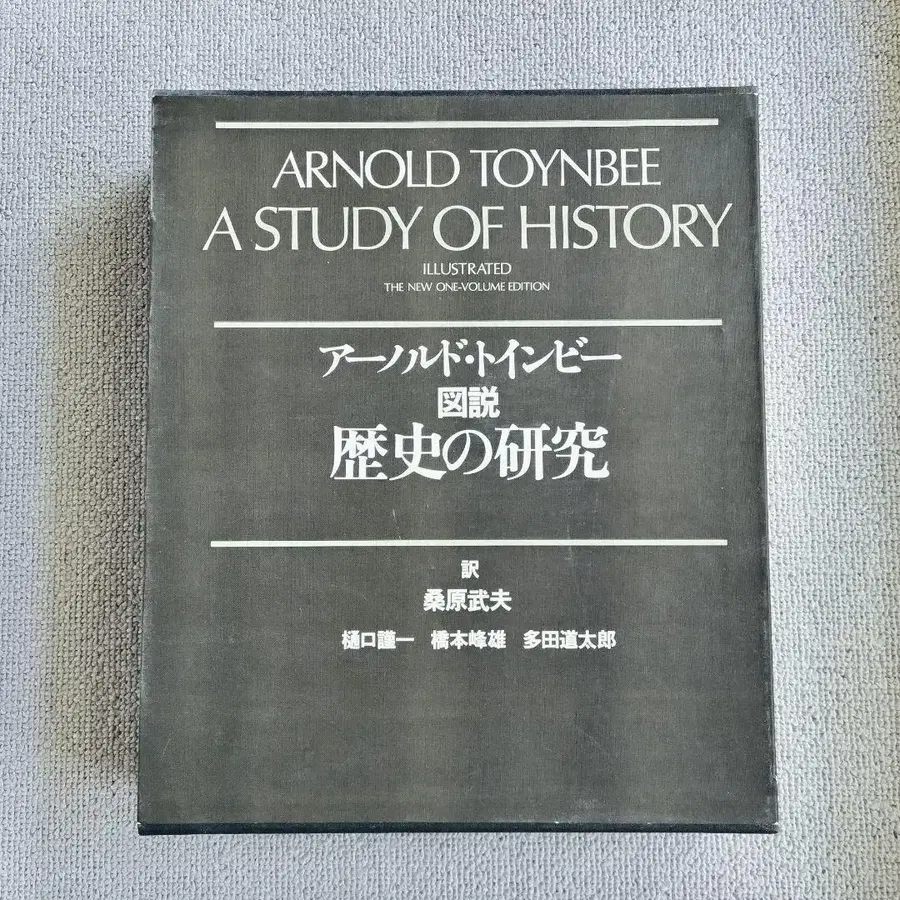 ARNOLD TOYNBEE
A STUDY OF HISTORY
ILLUSTRATED
THE NEW ONE-VOLUME EDITION
アーノルド・トインビー
図説
歴史の研究
訳
桑原武夫
樋口謹一 橋本峰雄 多田道太郎